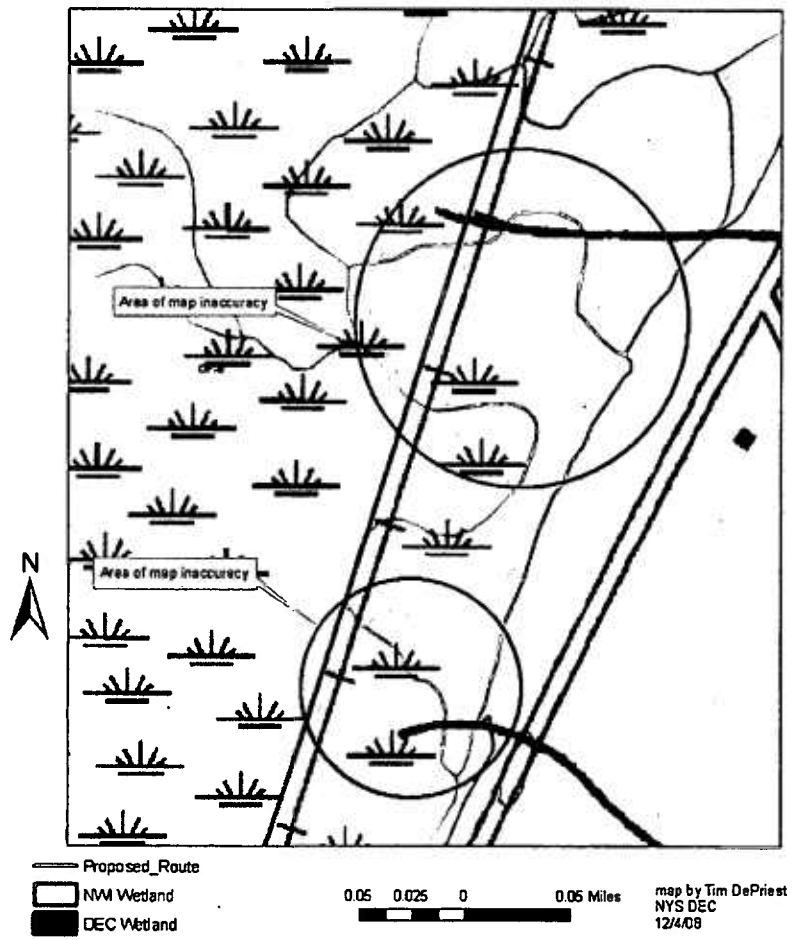 Area of map inaccuracy
Area of map inaccuracy
N
Proposed_Route
NWI Wetland
DEC Wetland
0.05 0.025 0 0.05 Miles
map by Tim DePriest
NYS DEC
12/4/08